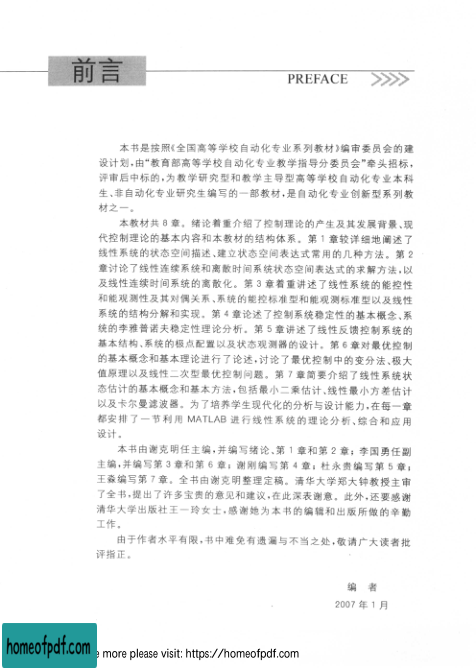 前言
PREFACE
本书是按照《全国高等学校自动化专业系列教材》编审委员会的建
设计划，由“教育部高等学校自动化专业教学指导分委员会”牵头招标，
评审后中标的，为教学研究型和教学主导型高等学校自动化专业本科
生、非自动化专业研究生编写的一部教材，是自动化专业创新型系列教
材之一。
本教材共8章。绪论着重介绍了控制理论的产生及其发展背景、现
代控制理论的基本内容和本教材的结构体系。第1章较详细地阐述了
线性系统的状态空间描述、建立状态空间表达式常用的几种方法。第2
章讨论了线性连续系统和离散时间系统状态空间表达式的求解方法，以
及线性连续时间系统的离散化。第3章着重讲述了线性系统的能控性
和能观测性及其对偶关系、系统的能控标准型和能观测标准型以及线性
系统的结构分解和实现。第4章论述了控制系统稳定性的基本概念、系
统的李雅普诺夫稳定性理论分析。第5章讲述了线性反馈控制系统的
基本结构、系统的极点配置以及状态观测器的设计。第6章对最优控制
的基本概念和基本理论进行了论述，讨论了最优控制中的变分法、极大
值原理以及线性二次型最优控制问题。第7章简要介绍了线性系统状
态估计的基本概念和基本方法，包括最小二乘估计、线性最小方差估计
以及卡尔曼滤波器。为了培养学生现代化的分析与设计能力，在每一章
都安排了一节利用MATLAB进行线性系统的理论分析、综合和应用
设计。
本书由谢克明任主编，并编写绪论、第1章和第2章；李国勇任副
主编，并编写第3章和第6章；谢刚编写第4章；杜永贵编写第5章；
王淼编写第7章。全书由谢克明整理定稿。清华大学郑大钟教授主审
了全书，提出了许多宝贵的意见和建议，在此深表谢意。此外，还要感谢
清华大学出版社王一玲女士，感谢她为本书的编辑和出版所做的辛勤
工作。
由于作者水平有限，书中难免有遗漏与不当之处，敬请广大读者批
评指正。
编 者
2007年1月
homeofpdf.com
e more please visit: https://homeofpdf.com